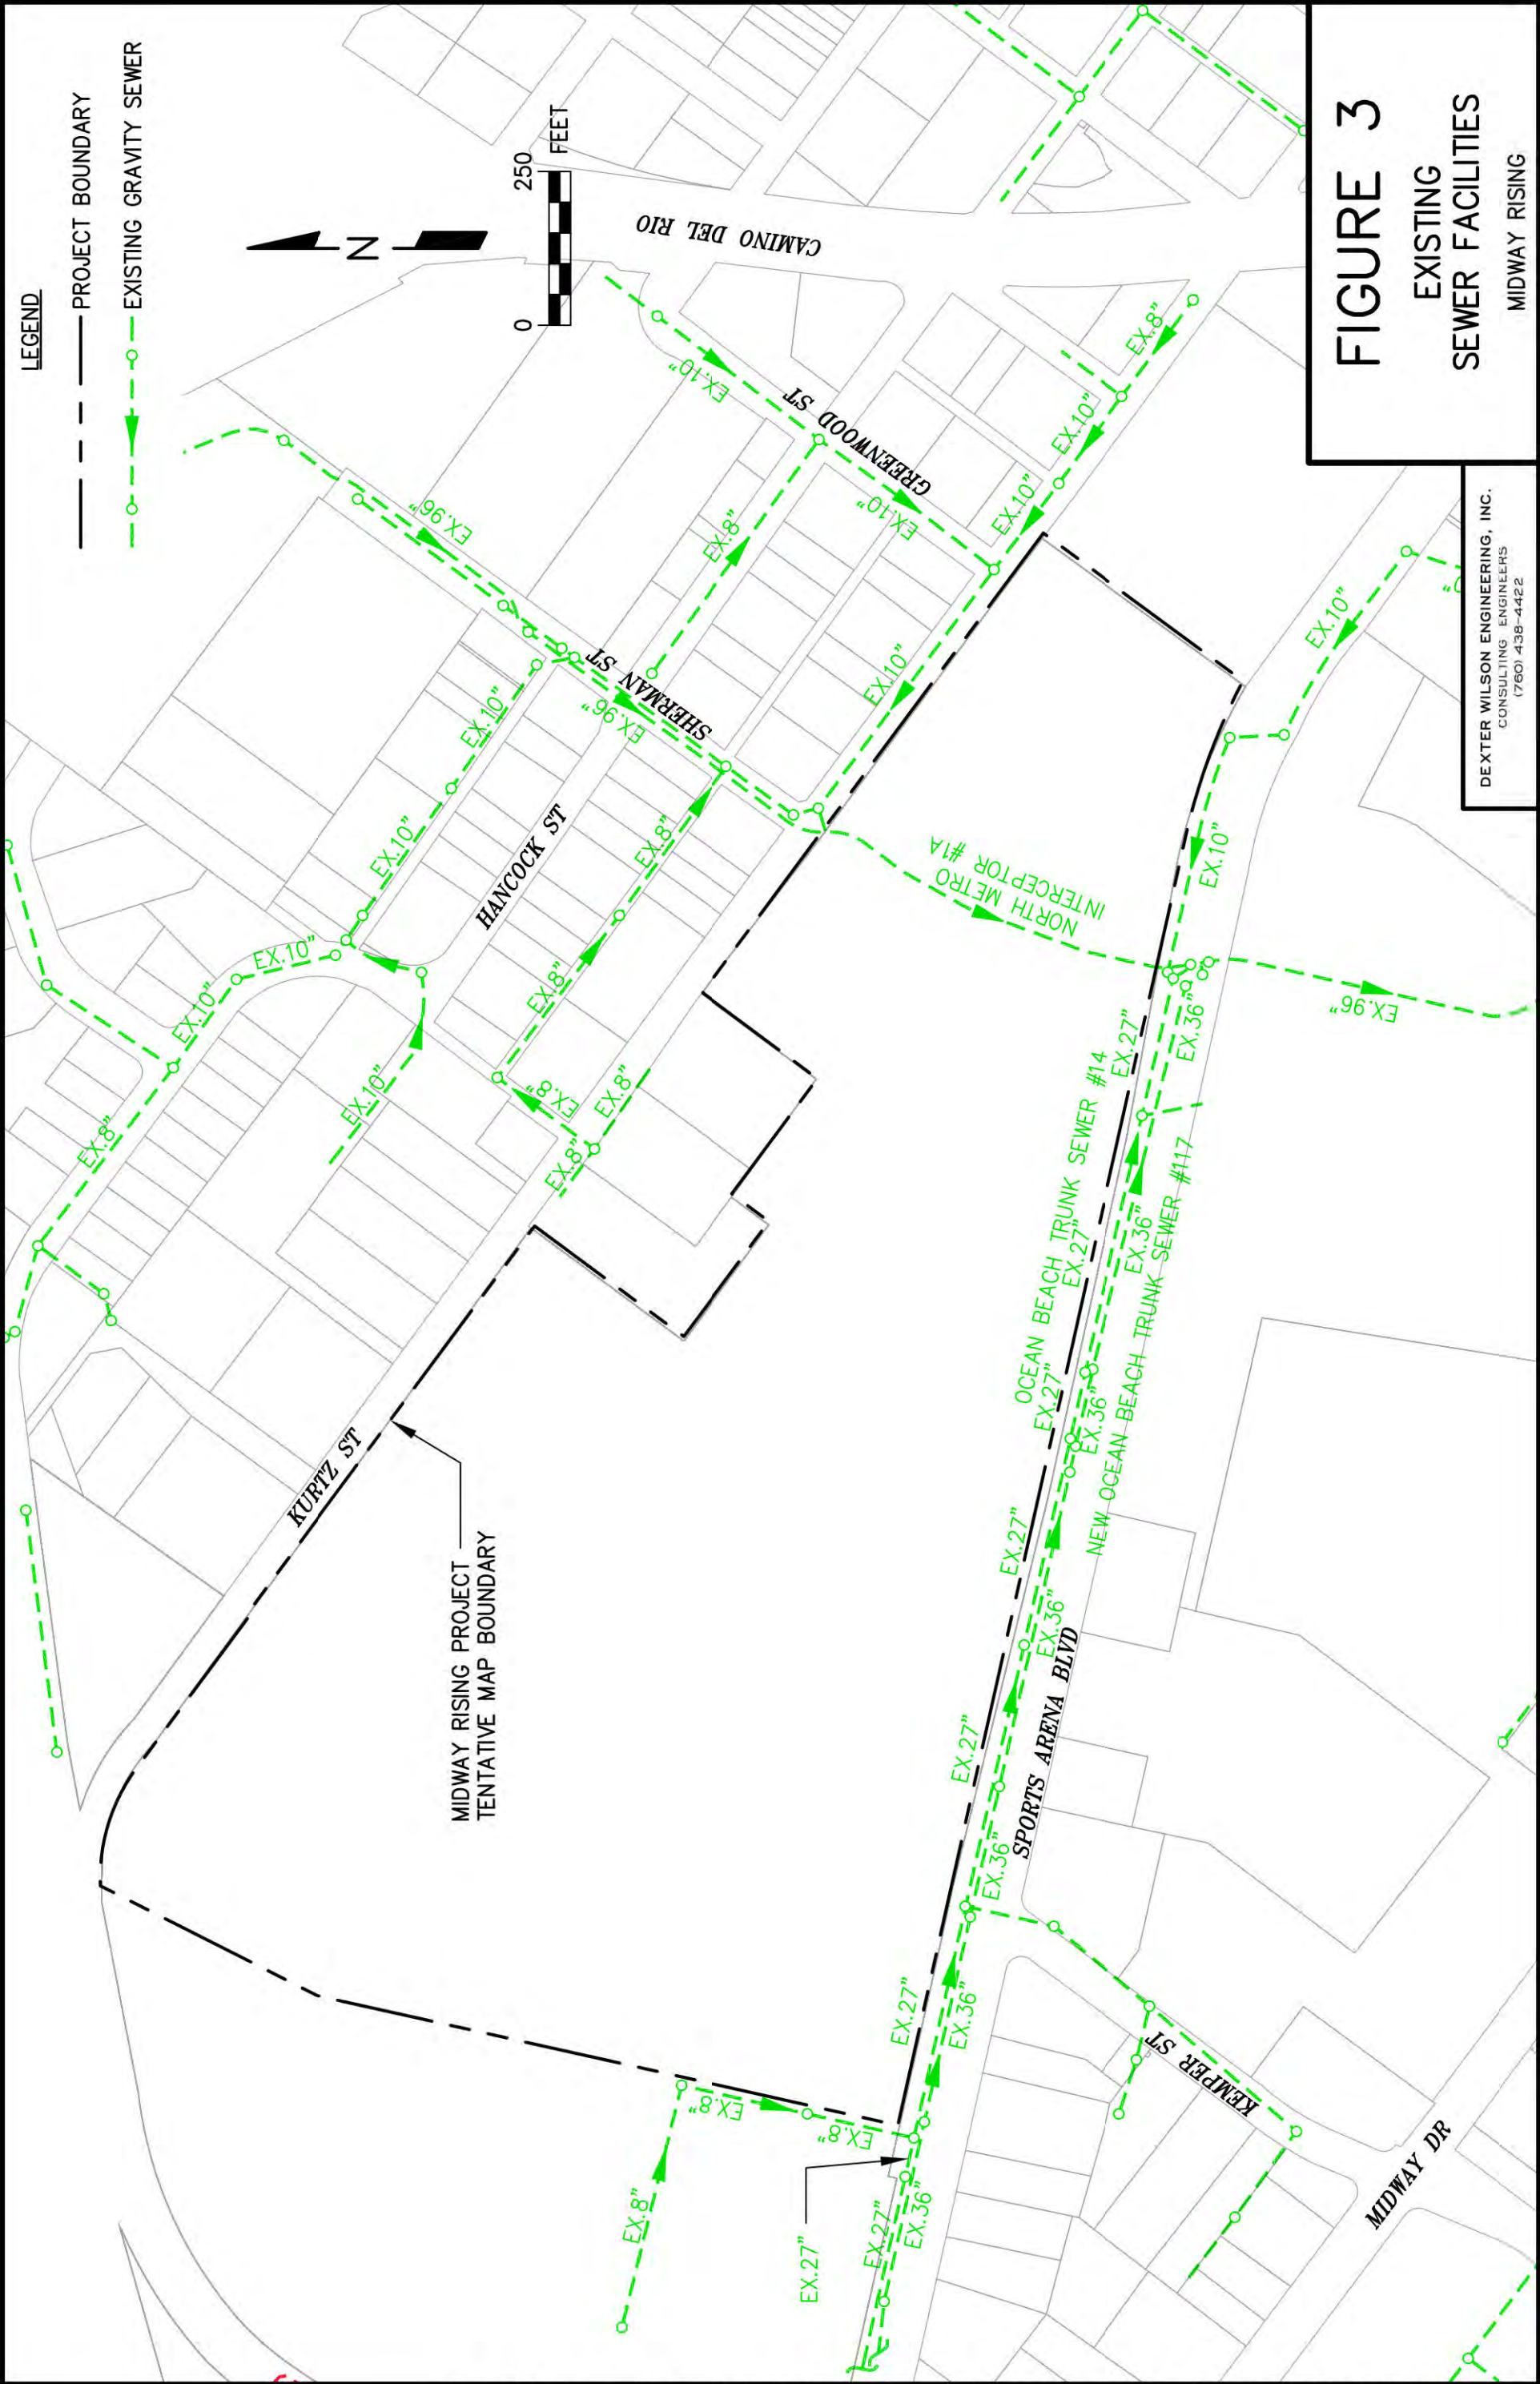 LEGEND
PROJECT BOUNDARY
EXISTING GRAVITY SEWER
N
0
250
FEET
CAMINO DEL RIO
EX.10"
GREENWOOD ST
EX.10"
EX.8"
EX.10"
EX.10"
EX.8"
EX.96"
SHERMAN ST
EX.96"
EX.10"
EX.10"
EX.10"
HANCOCK ST
EX.8"
EX.8"
EX.10"
EX.10"
EX.10"
EX.8"
EX.8"
EX.8"
EX.8"
KURTZ ST
MIDWAY RISING PROJECT
TENTATIVE MAP BOUNDARY
NORTH METRO
INTERCEPTOR #1A
EX.10"
EX.10"
EX.96"
OCEAN BEACH TRUNK SEWER #14
EX.27"
EX.36"
EX.27"
EX.36"
NEW OCEAN BEACH TRUNK SEWER #117
EX.27"
EX.36"
EX.27"
EX.36"
SPORTS ARENA BLVD
EX.27"
EX.36"
EX.27"
EX.36"
EX.8"
EX.8"
EX.8"
EX.27"
EX.27"
EX.36"
KEMPER ST
MIDWAY DR
FIGURE 3
EXISTING
SEWER FACILITIES
MIDWAY RISING
DEXTER WILSON ENGINEERING, INC.
CONSULTING ENGINEERS
(760) 438-4422